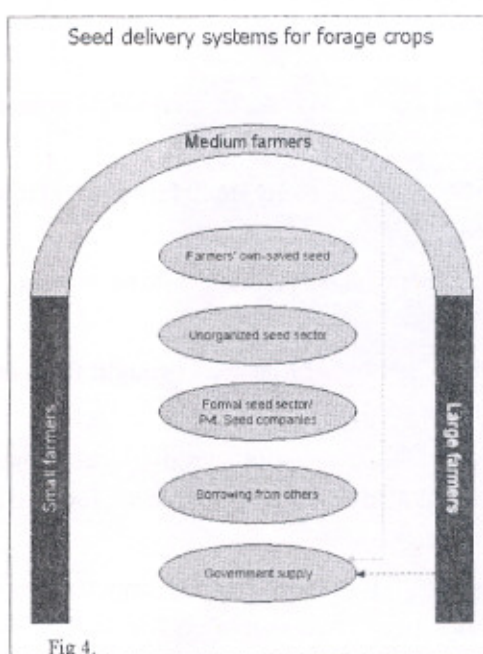 Seed delivery systems for forage crops
Medium farmers
Farmers' own-saved seed
Unorganized seed sector
Formal seed sector/
Pvt. Seed companies
Borrowing from others
Government supply
Small farmers
Large farmers
Fig 4.